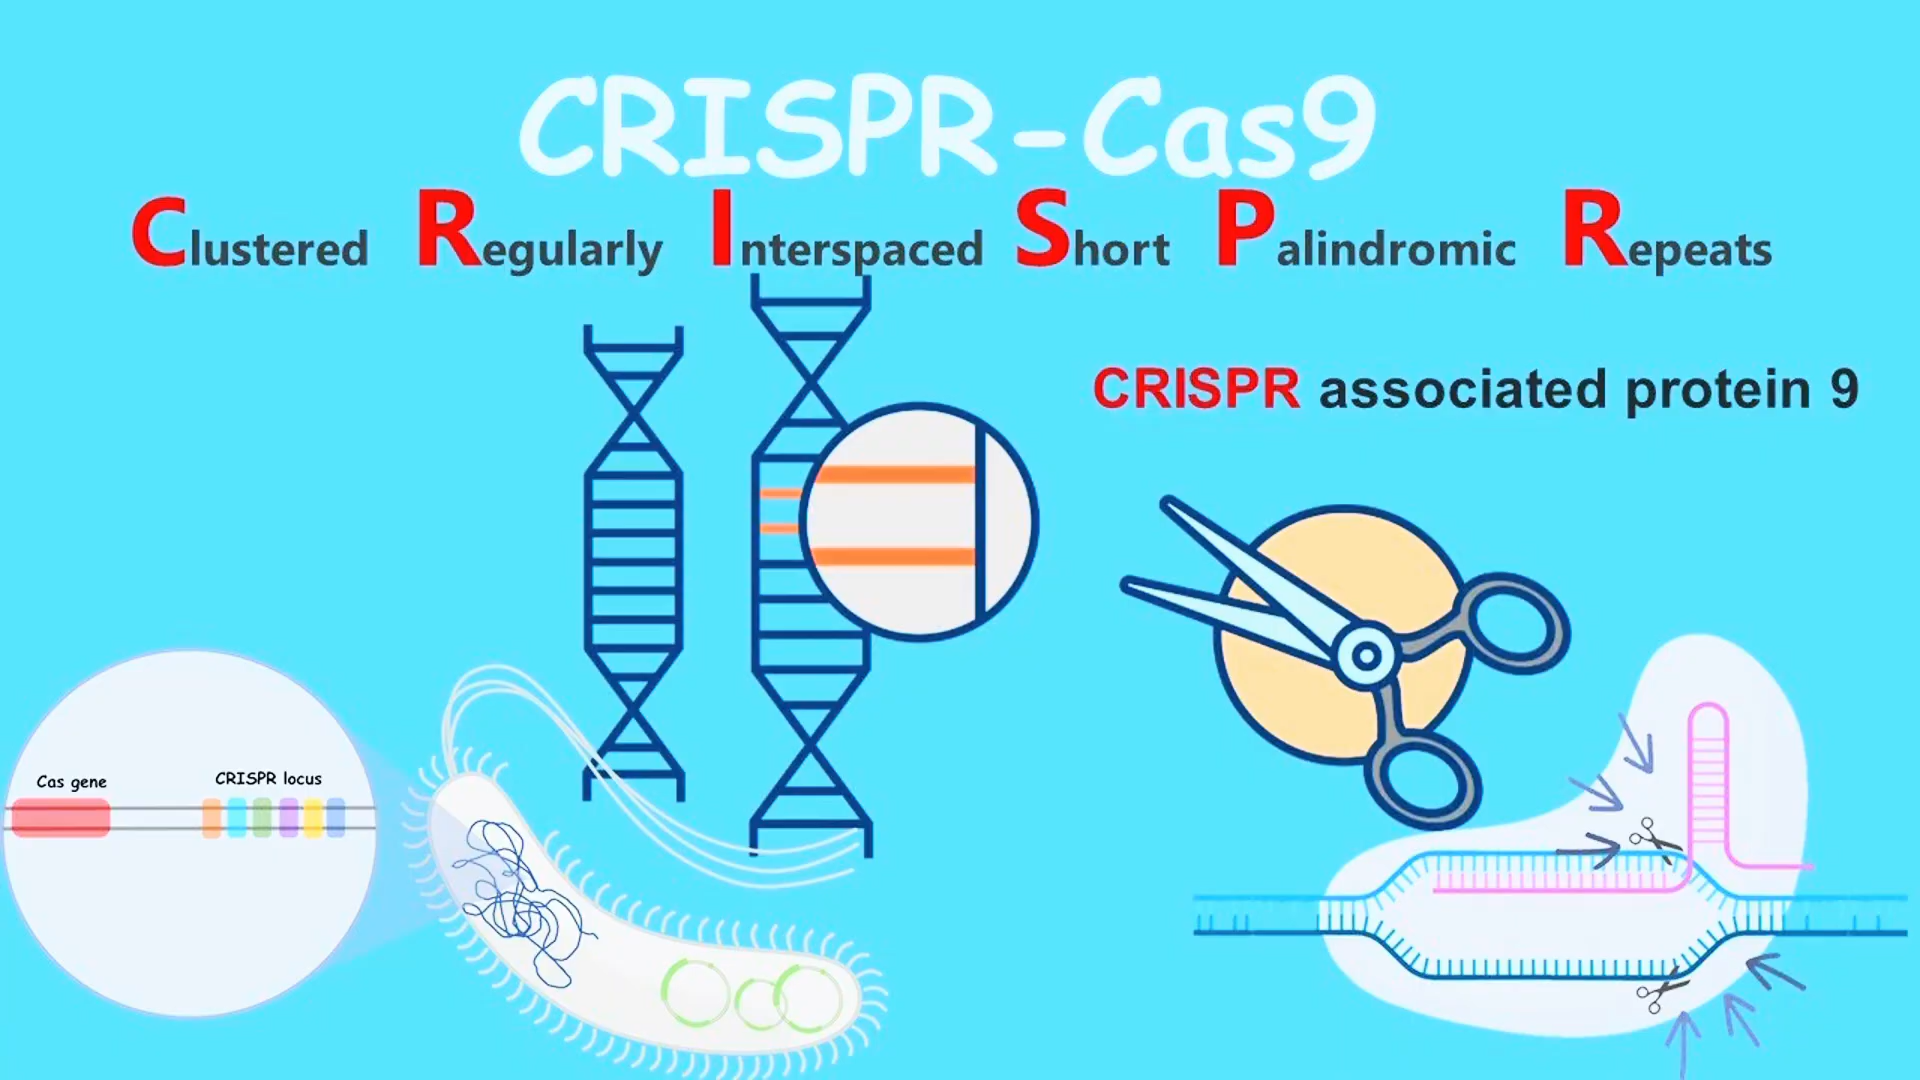 CRISPR-Cas9
Clustered Regularly Interspaced Short Palindromic Repeats
CRISPR associated protein 9
Cas gene
CRISPR locus